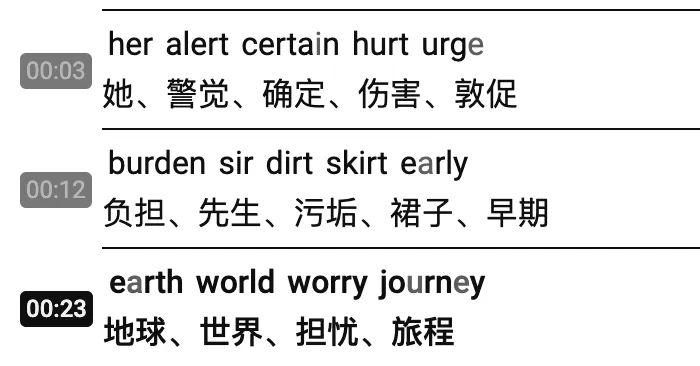 her alert certain hurt urge
00:03
她、警觉、确定、伤害、敦促
burden sir dirt skirt early
00:12
负担、先生、污垢、裙子、早期
earth world worry journey
00:23
地球、世界、担忧、旅程